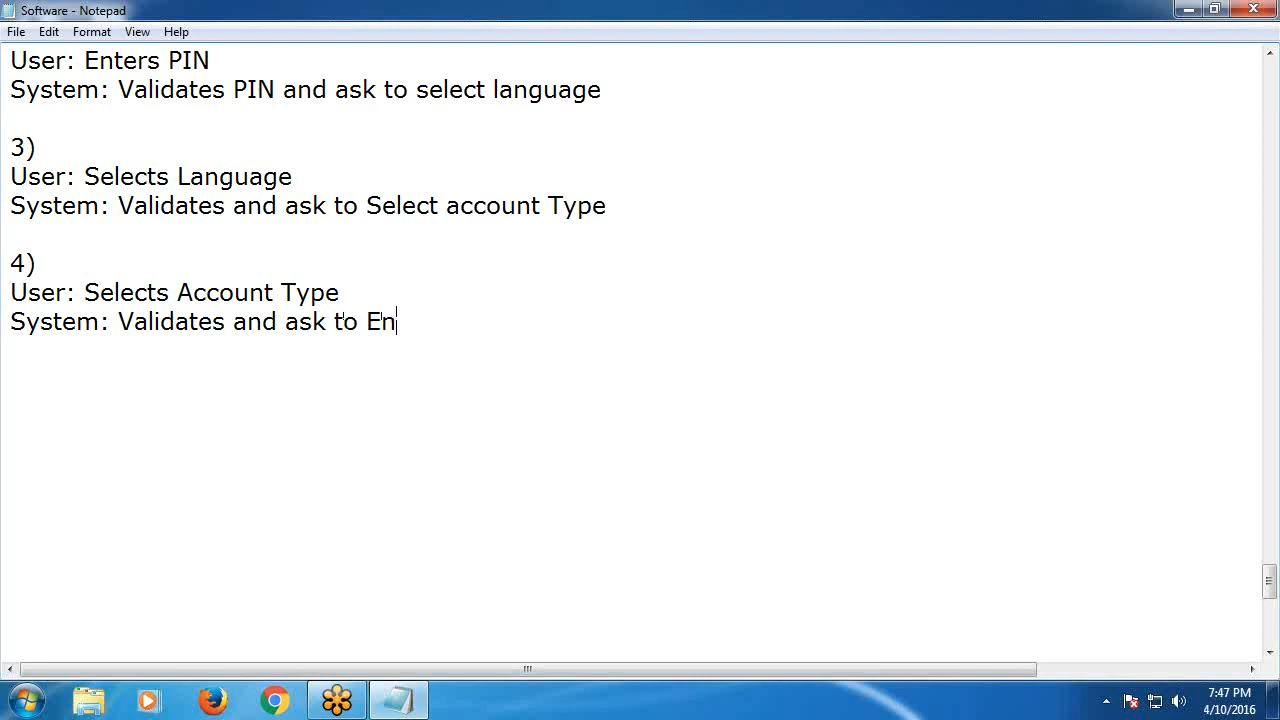 Software - Notepad
File Edit Format View Help
User: Enters PIN
System: Validates PIN and ask to select language
3)
User: Selects Language
System: Validates and ask to Select account Type
4)
User: Selects Account Type
System: Validates and ask to En
7:47 PM
4/10/2016